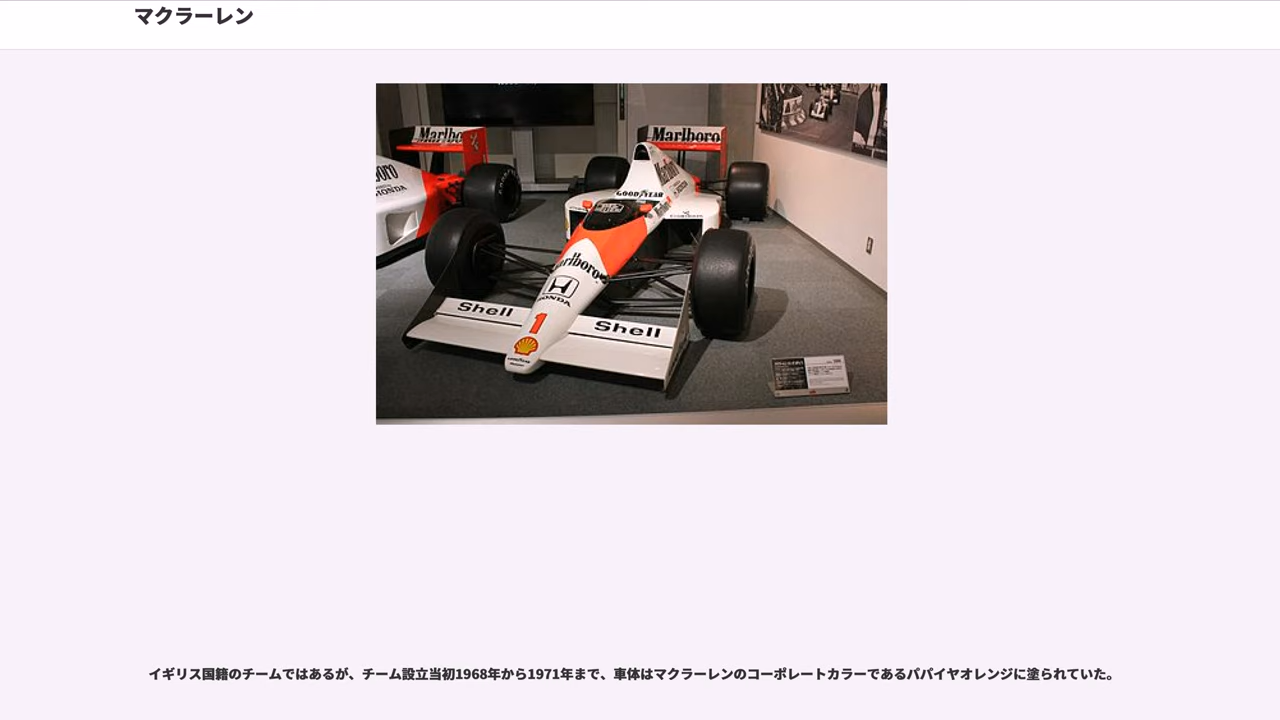 マクラーレン
Marlboro
Marlboro
HONDA
GOOD YEAR
Marlboro
Marlboro
HONDA
Shell
Shell
1
イギリス国籍のチームではあるが、チーム設立当初1968年から1971年まで、車体はマクラーレンのコーポレートカラーであるパパイヤオレンジに塗られていた。